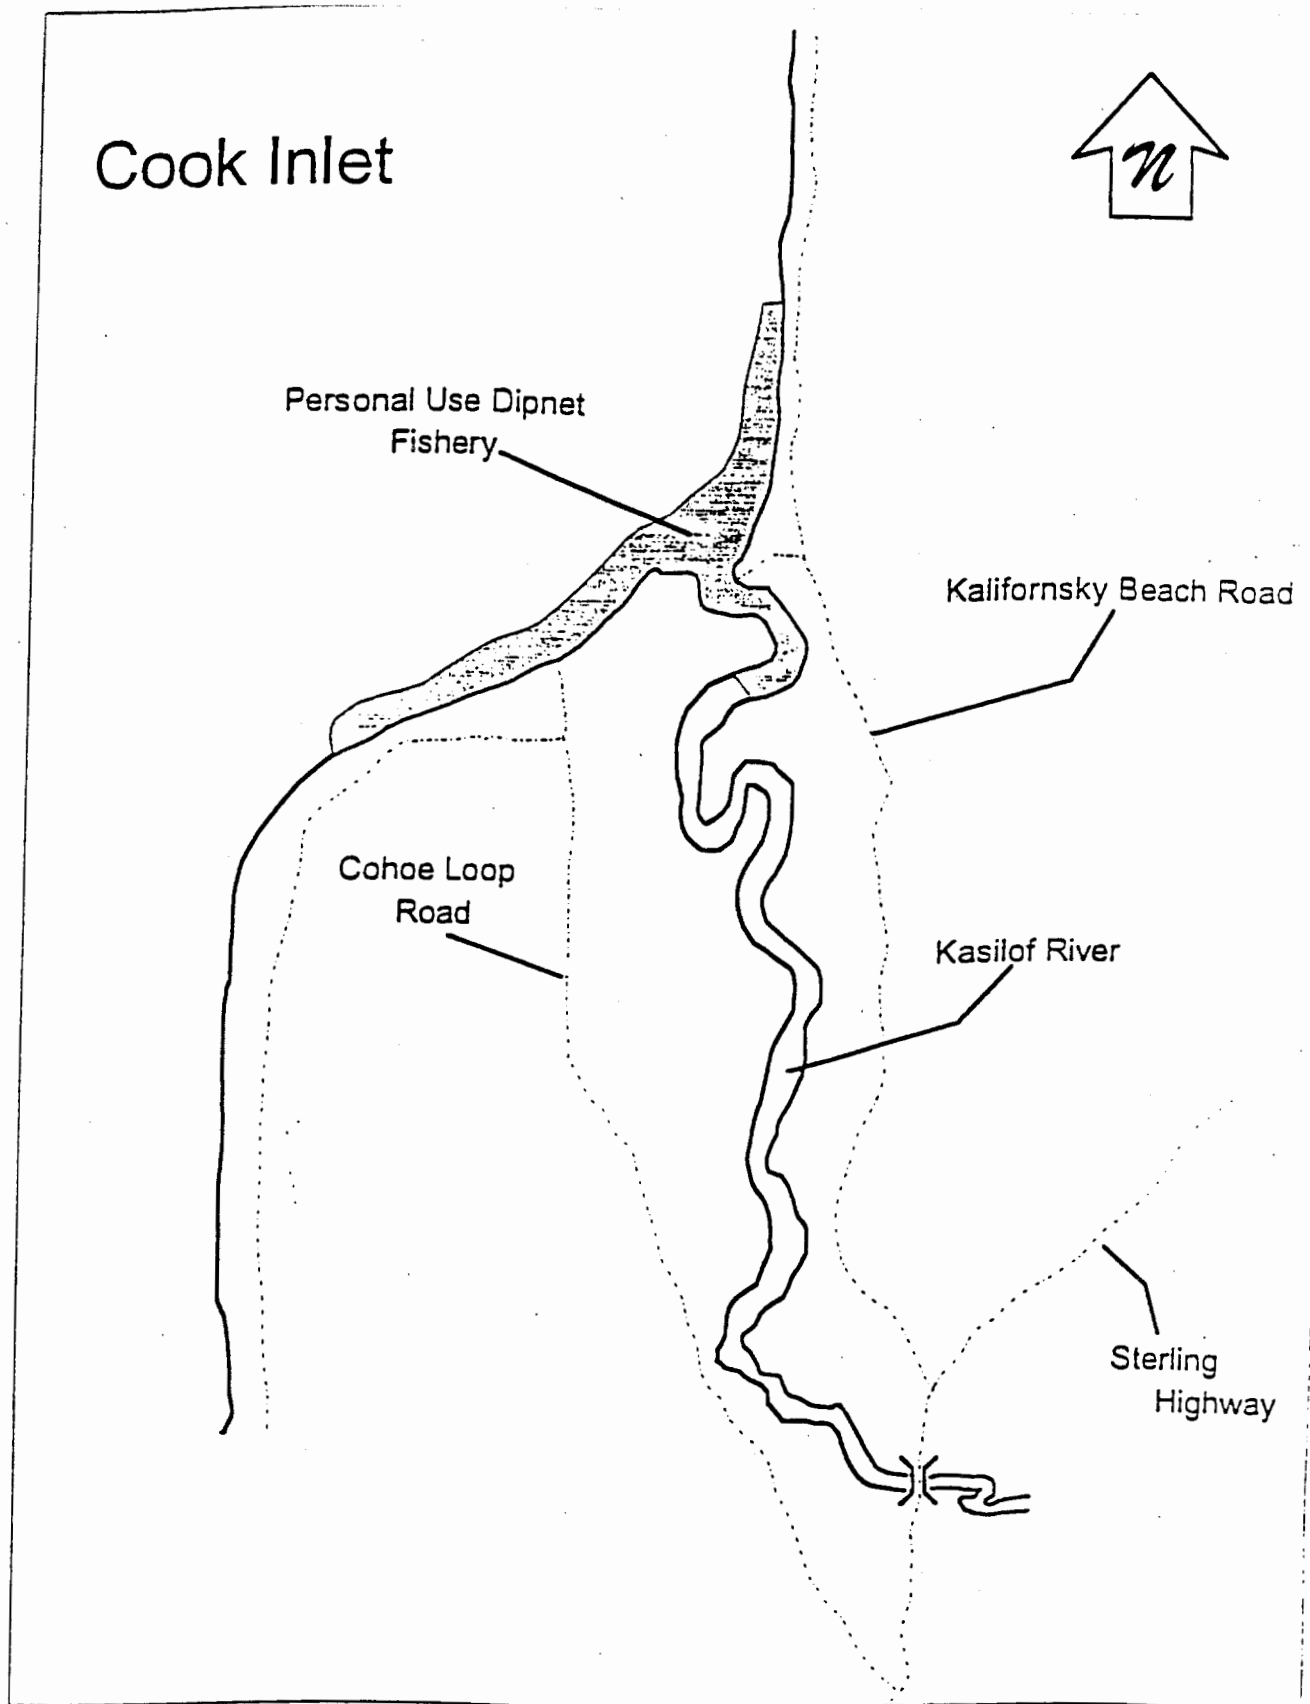 Cook Inlet
n
Personal Use Dipnet
Fishery
Kalifornsky Beach Road
Cohoe Loop
Road
Kasilof River
Sterling
Highway